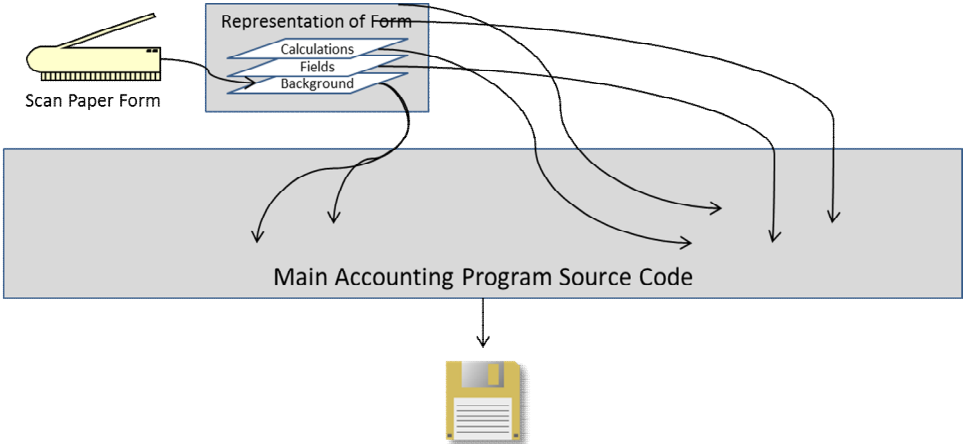 Representation of Form
Calculations
Fields
Background
Scan Paper Form
Main Accounting Program Source Code